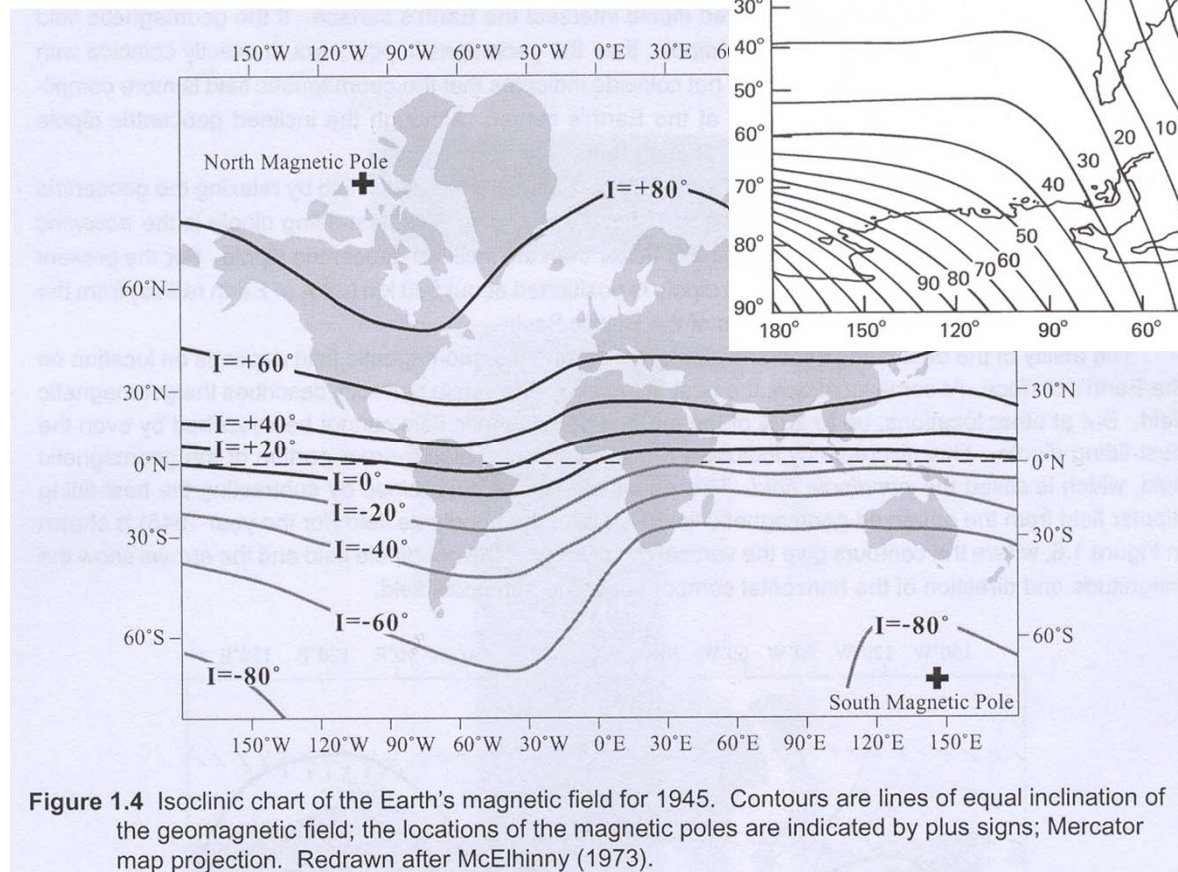 150°W 120°W 90°W 60°W 30°W 0°E 30°E
North Magnetic Pole
I=+80°
60°N
I=+60°
30°N 30°N
I=+40°
I=+20°
0°N 0°N
I=0°
I=-20°
30°S I=-40° 30°S
I=-60° I=-80°
60°S 60°S
I=-80°
South Magnetic Pole
150°W 120°W 90°W 60°W 30°W 0°E 30°E 60°E 90°E 120°E 150°E
30°
40°
50°
60° 20 10
30
70° 40
50
80° 60
90 80 70
90°
180° 150° 120° 90° 60°
Figure 1.4 Isoclinic chart of the Earth's magnetic field for 1945. Contours are lines of equal inclination of
the geomagnetic field; the locations of the magnetic poles are indicated by plus signs; Mercator
map projection. Redrawn after McElhinny (1973).